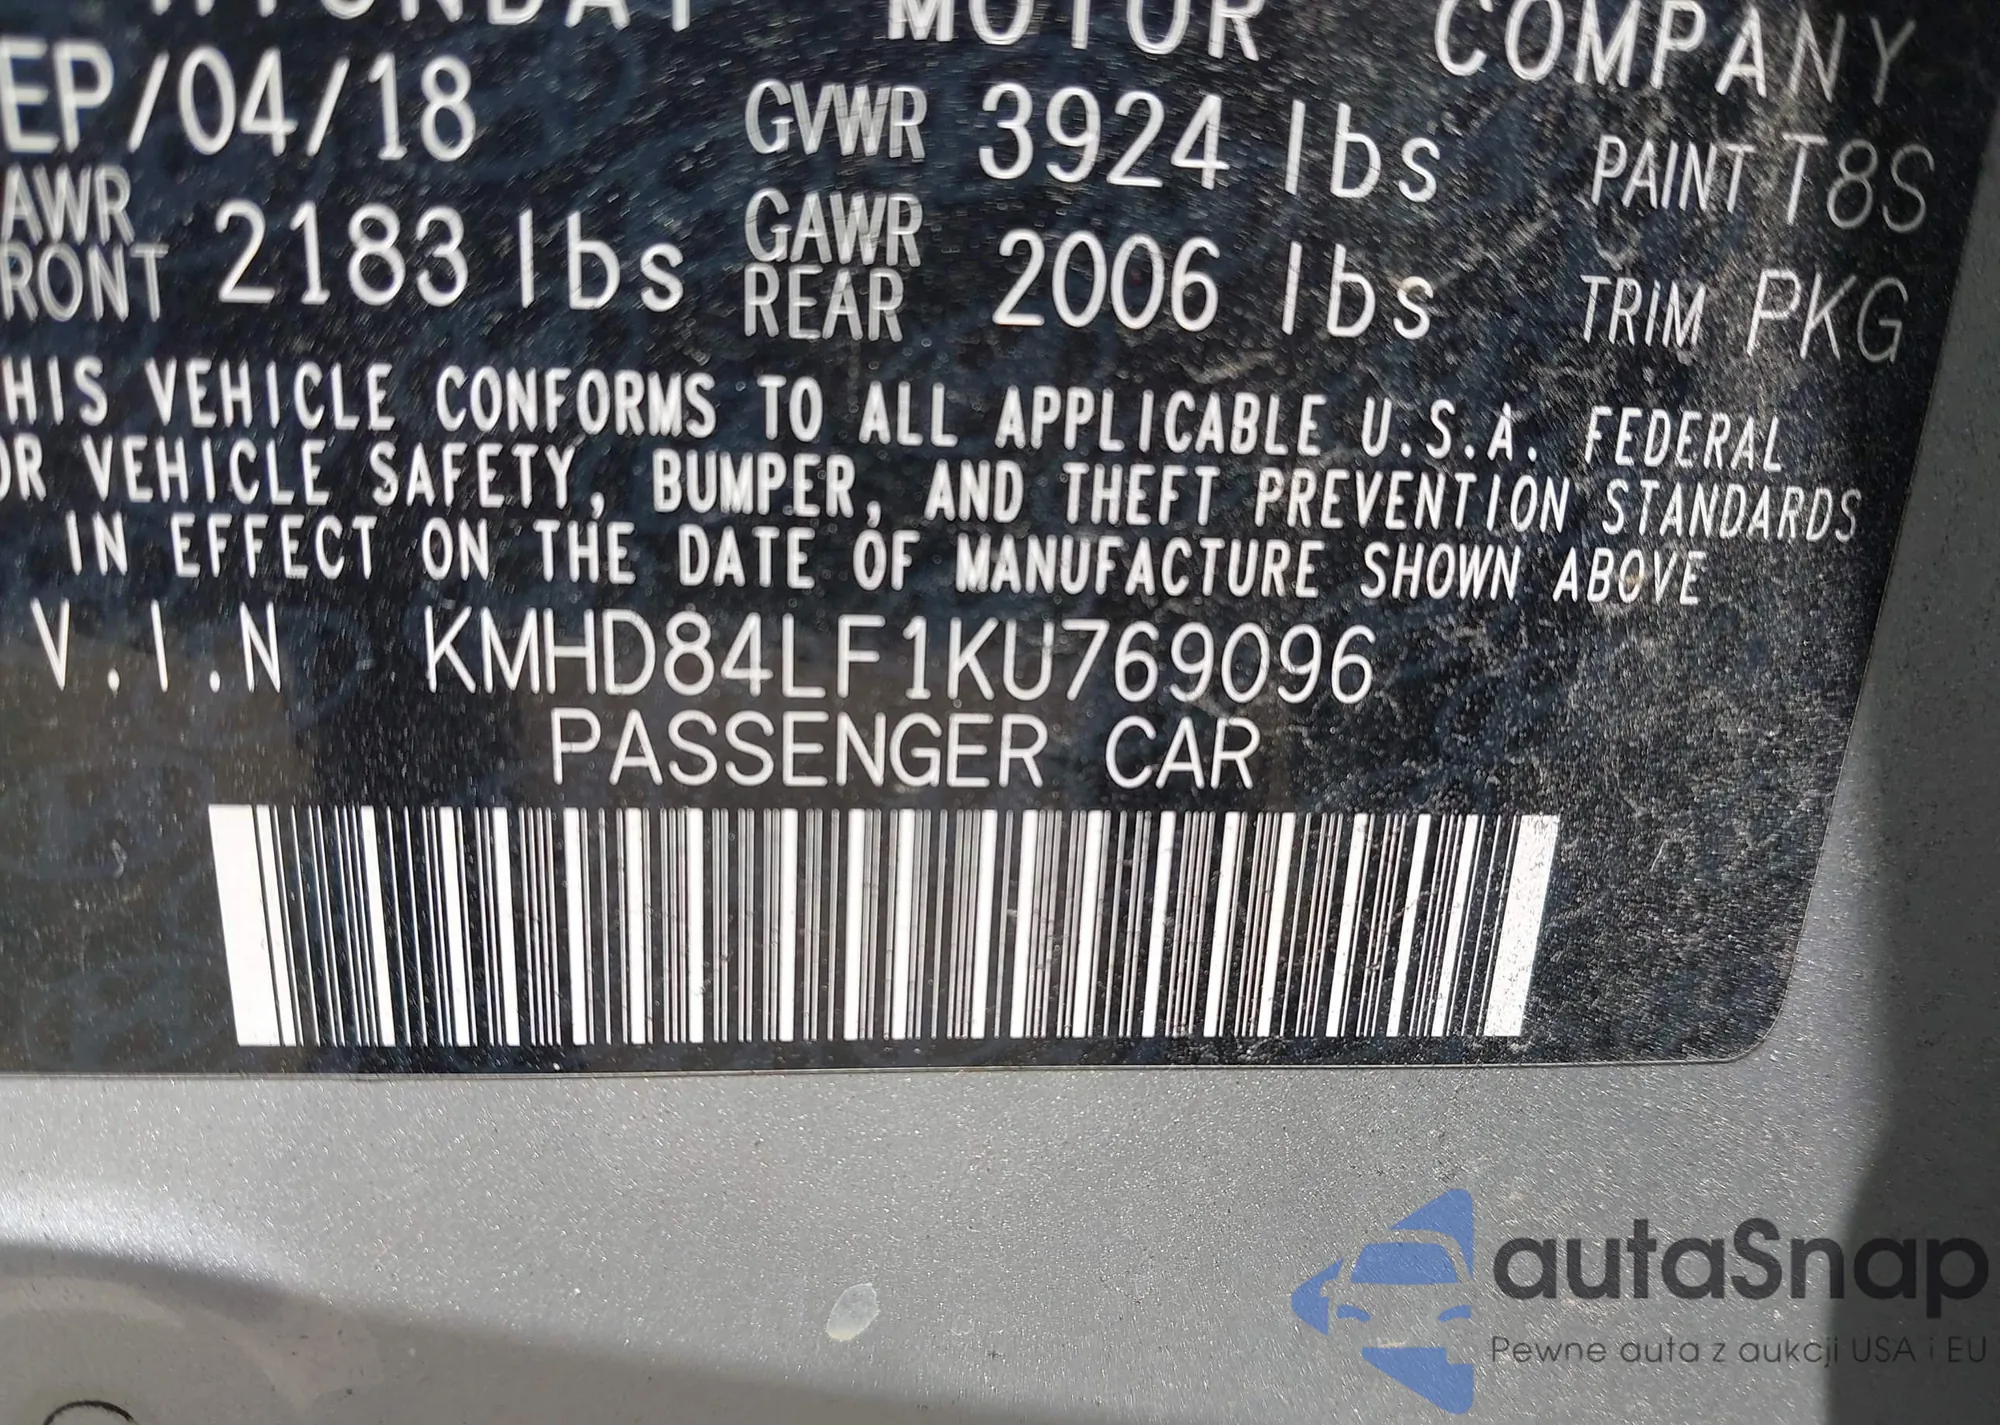 HYUNDAI MOTOR COMPANY
EP/04/18 GVWR 3924 lbs PAINT T8S
AWR RONT 2183 lbs GAWR REAR 2006 lbs TRIM PKG
HIS VEHICLE CONFORMS TO ALL APPLICABLE U.S.A. FEDERAL
OR VEHICLE SAFETY, BUMPER, AND THEFT PREVENTION STANDARDS
IN EFFECT ON THE DATE OF MANUFACTURE SHOWN ABOVE
V.I.N KMHD84LF1KU769096
PASSENGER CAR
autaSnap
Pewne auta z aukcji USA i EU